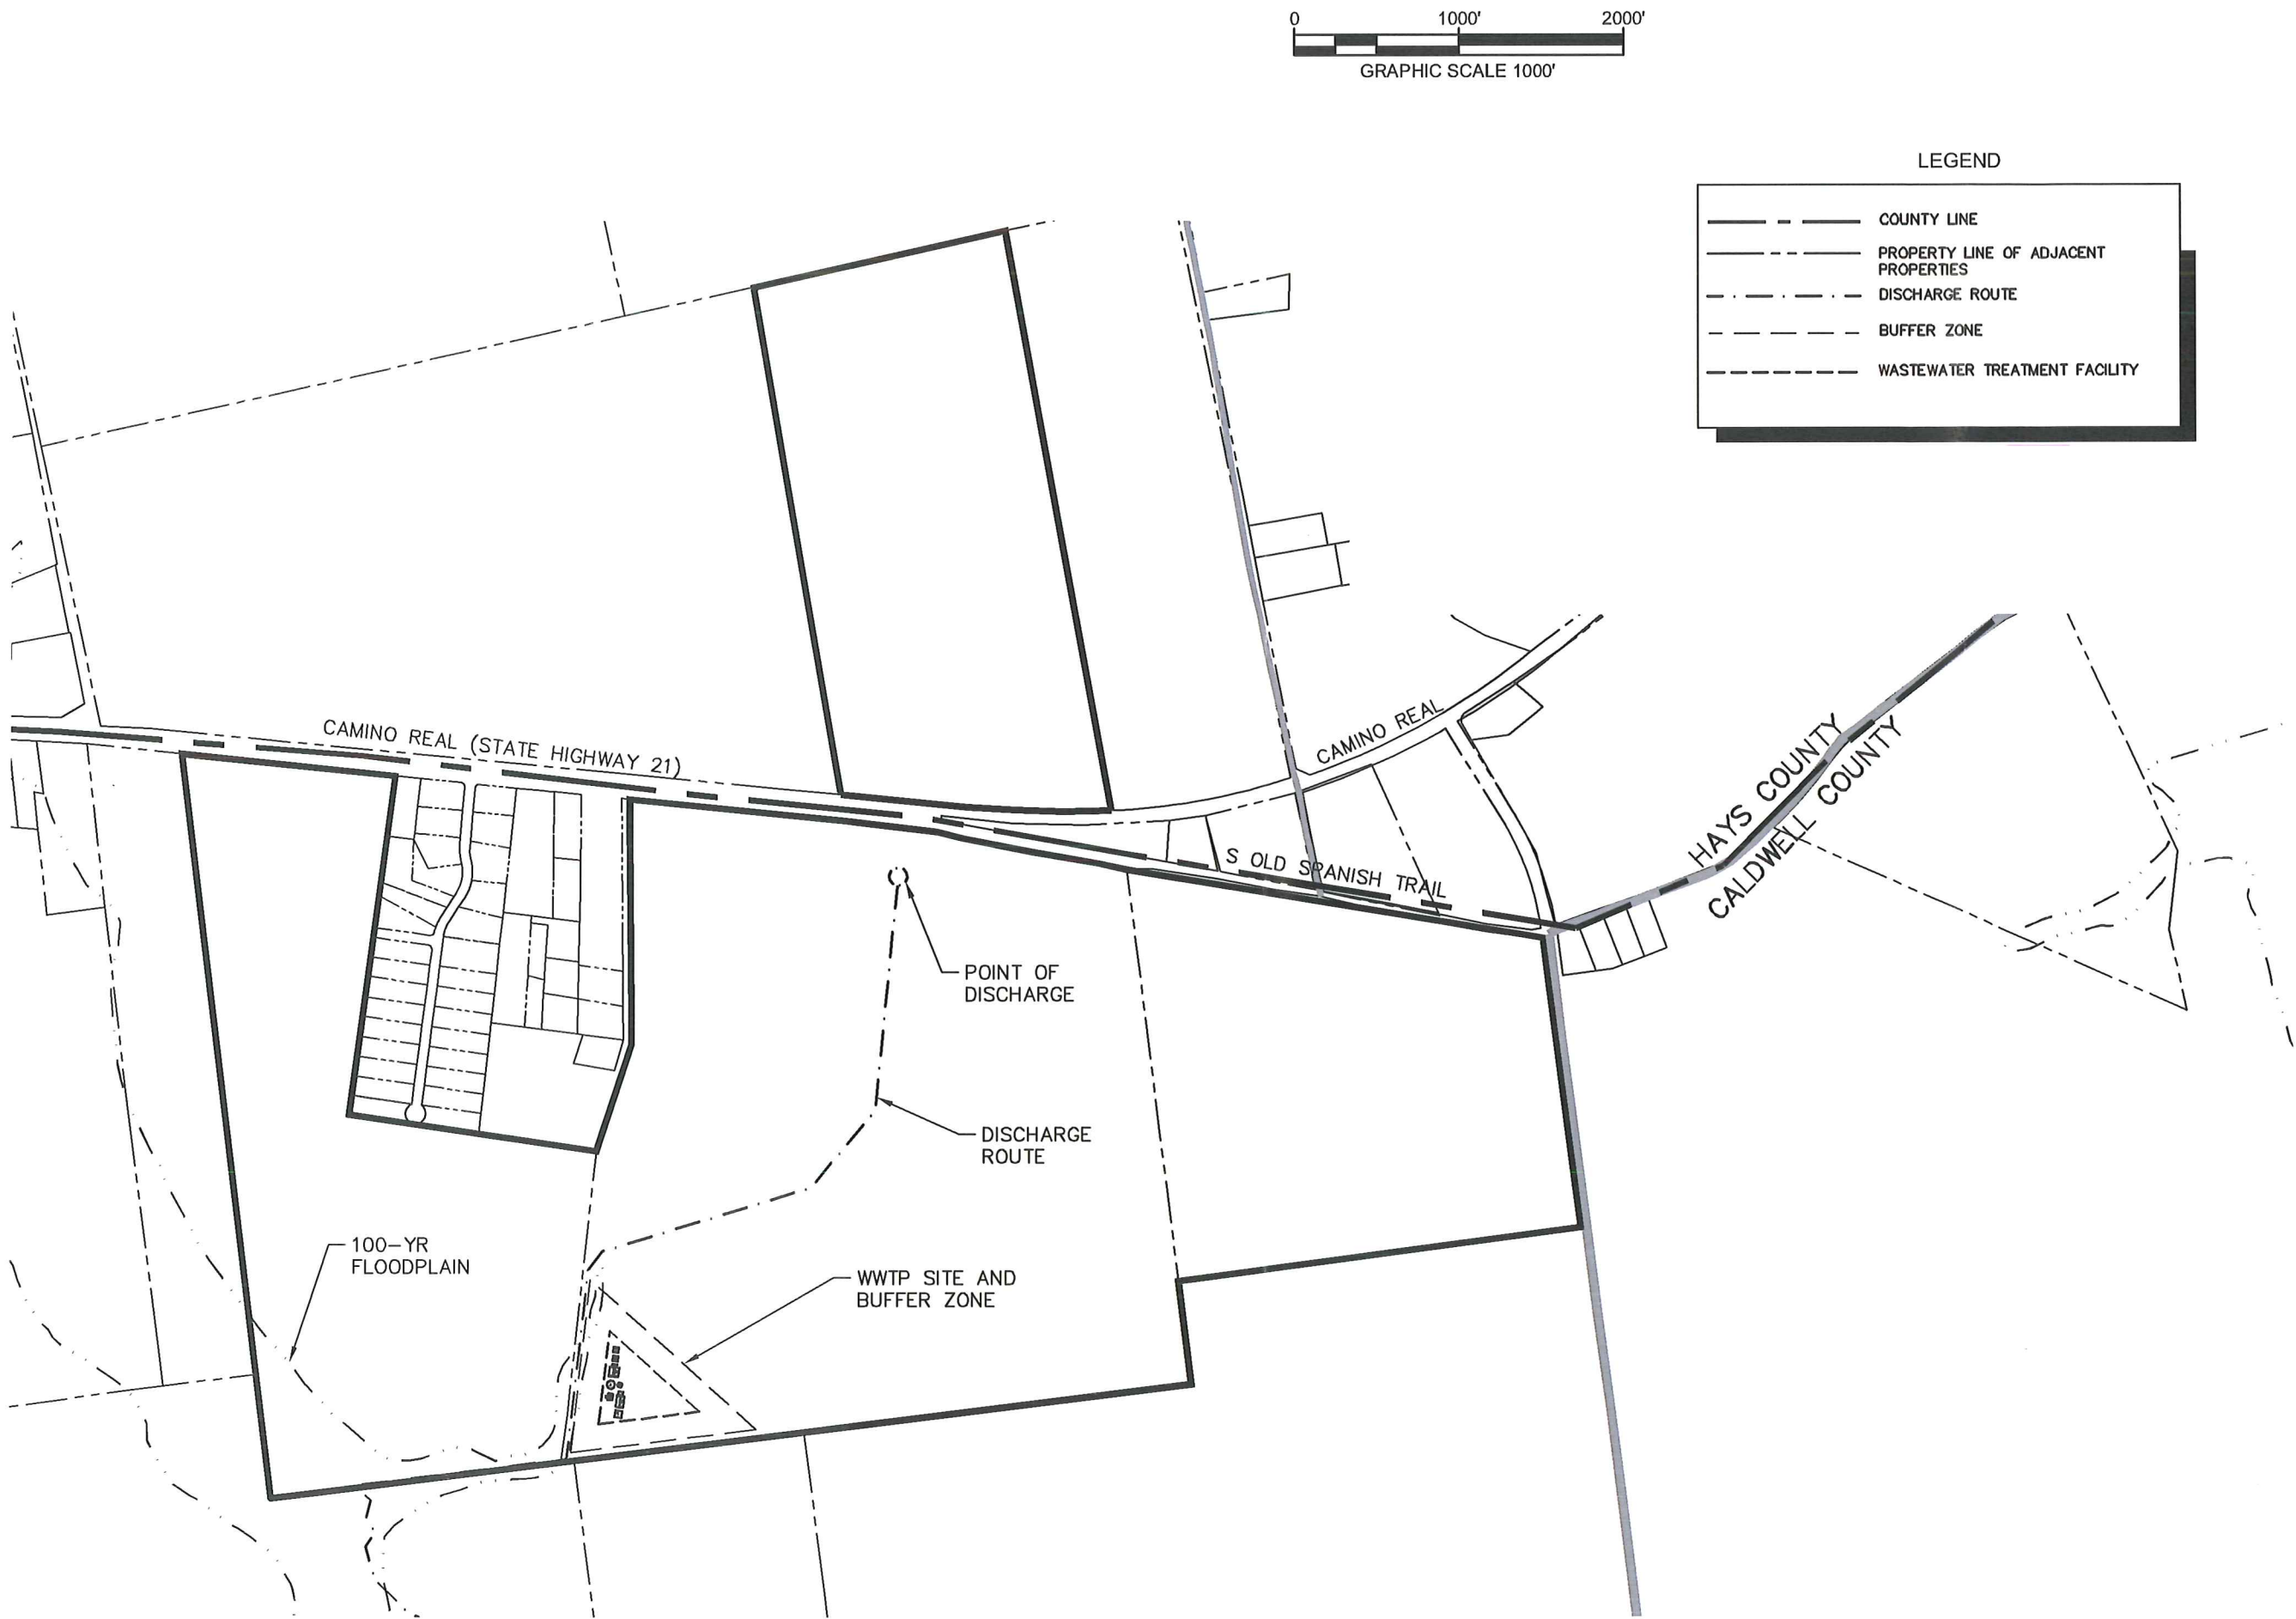 0 1000' 2000'
GRAPHIC SCALE 1000'
LEGEND
COUNTY LINE
PROPERTY LINE OF ADJACENT
PROPERTIES
DISCHARGE ROUTE
BUFFER ZONE
WASTEWATER TREATMENT FACILITY
CAMINO REAL (STATE HIGHWAY 21)
CAMINO REAL
HAYS COUNTY
CALDWELL COUNTY
S OLD SPANISH TRAIL
POINT OF
DISCHARGE
DISCHARGE
ROUTE
100-YR
FLOODPLAIN
WWTP SITE AND
BUFFER ZONE